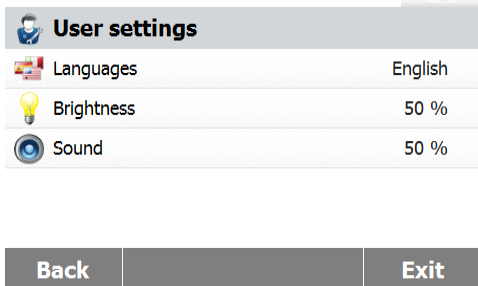 User settings
Languages English
Brightness 50 %
Sound 50 %
Back Exit